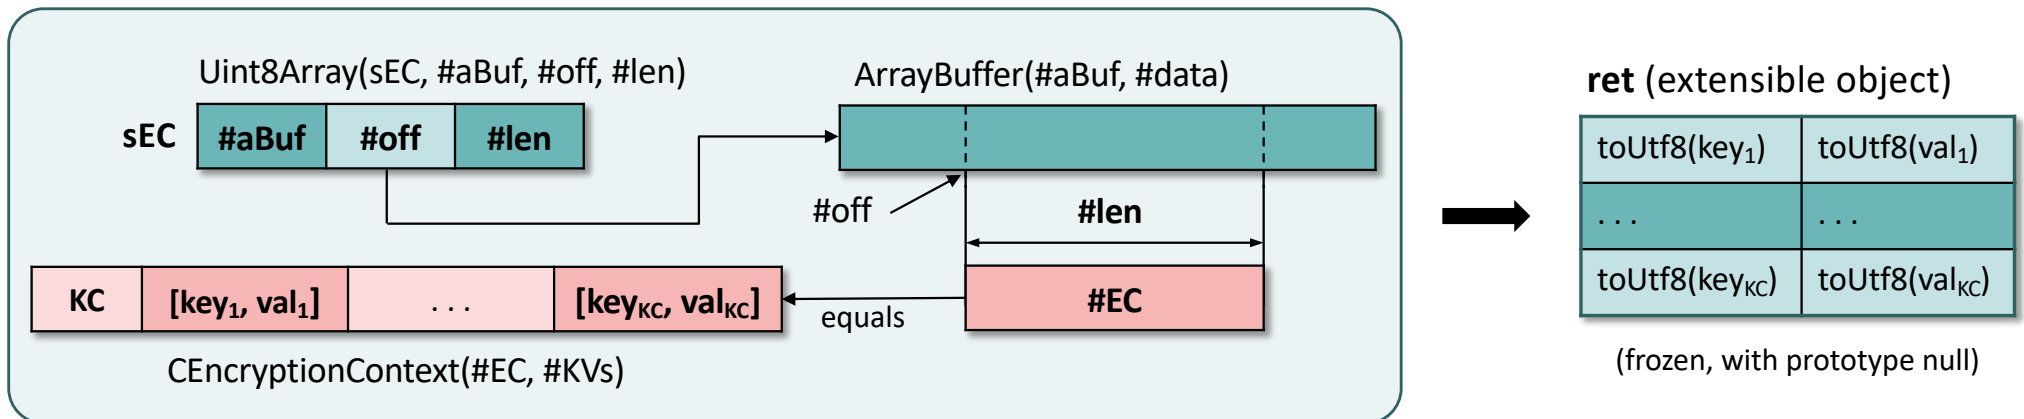 Uint8Array(sEC, #aBuf, #off, #len)
sEC #aBuf #off #len
ArrayBuffer(#aBuf, #data)
#off
#len
KC [key1, val1] . . . [keyKC, valKC]
equals
#EC
CEncryptionContext(#EC, #KVs)
ret (extensible object)
toUtf8(key1) toUtf8(val1)
. . . . . .
toUtf8(keyKC) toUtf8(valKC)
(frozen, with prototype null)